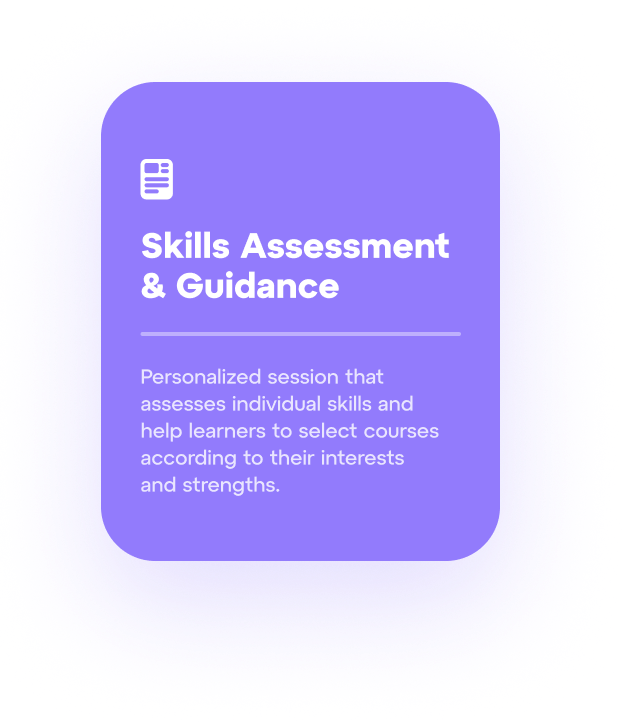 Skills Assessment
& Guidance
Personalized session that
assesses individual skills and
help learners to select courses
according to their interests
and strengths.